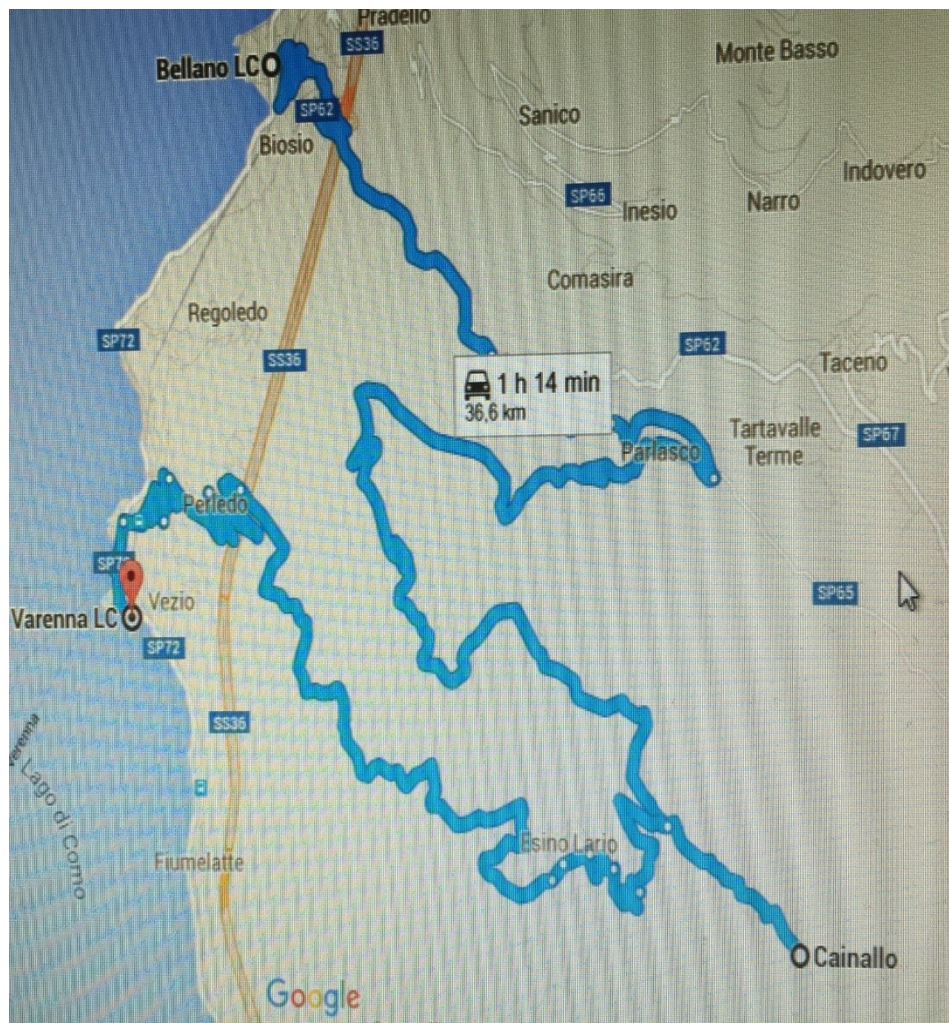 Pradello
SS36
Monte Basso
Bellano LC
SP62
Sanico
Biosio
Indovero
SP66
Inesio
Narro
Comasira
Regoledo
SP72
SP62
SS36
Taceno
1 h 14 min
36,6 km
Tartavalle
Terme
SP67
Parlasco
Perledo
SP72
Vezio
SP65
Varenna LC
SP72
SS36
Varenna
Lago di Como
Esino Lario
Fiumelatte
Cainallo
Google